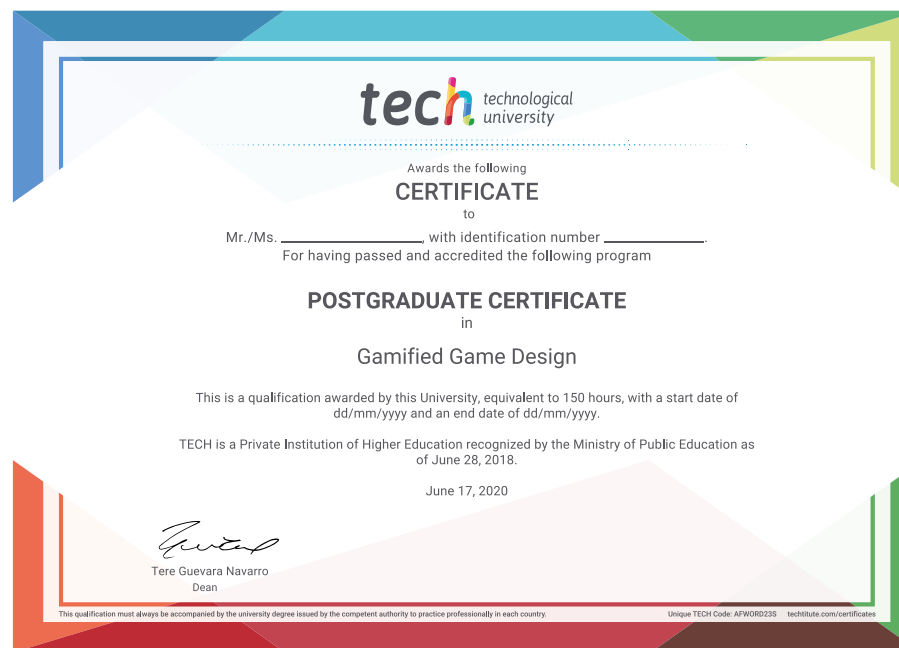 tech technological
university
Awards the following
CERTIFICATE
to
Mr./Ms. ____________, with identification number ____________.
For having passed and accredited the following program
POSTGRADUATE CERTIFICATE
in
Gamified Game Design
This is a qualification awarded by this University, equivalent to 150 hours, with a start date of
dd/mm/yyyy and an end date of dd/mm/yyyy.
TECH is a Private Institution of Higher Education recognized by the Ministry of Public Education as
of June 28, 2018.
June 17, 2020
Tere Guevara Navarro
Dean
This qualification must always be accompanied by the university degree issued by the competent authority to practice professionally in each country. Unique TECH Code: AFWORD23S techtitute.com/certificates